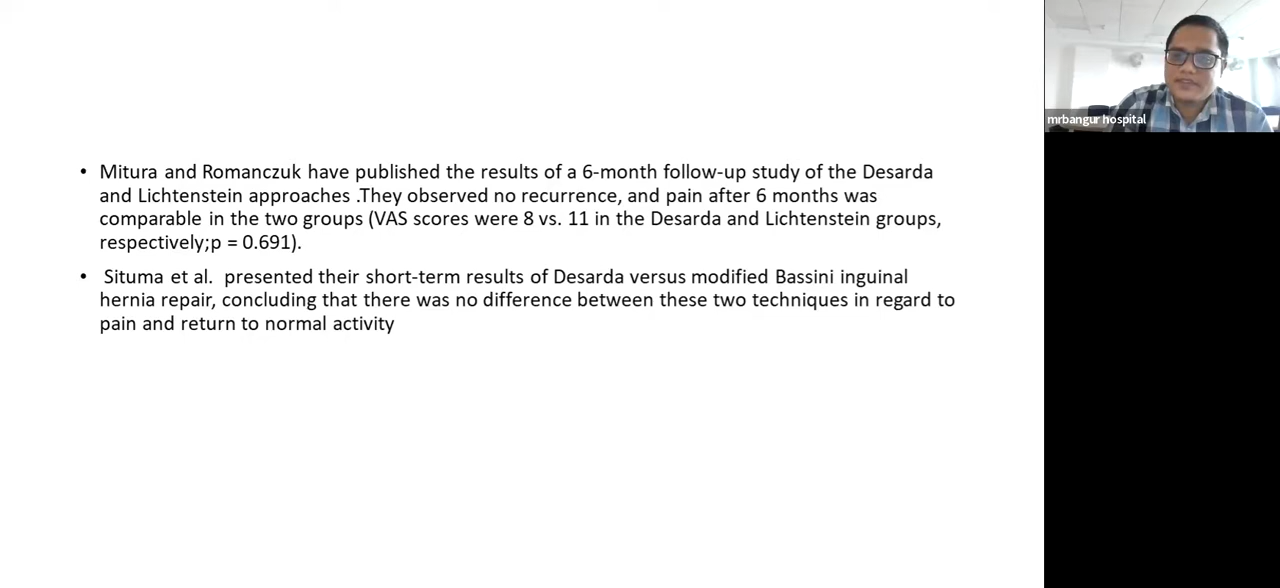 • Mitura and Romanczuk have published the results of a 6-month follow-up study of the Desarda
and Lichtenstein approaches .They observed no recurrence, and pain after 6 months was
comparable in the two groups (VAS scores were 8 vs. 11 in the Desarda and Lichtenstein groups,
respectively;p = 0.691).
• Situma et al.  presented their short-term results of Desarda versus modified Bassini inguinal
hernia repair, concluding that there was no difference between these two techniques in regard to
pain and return to normal activity
mrbangur hospital